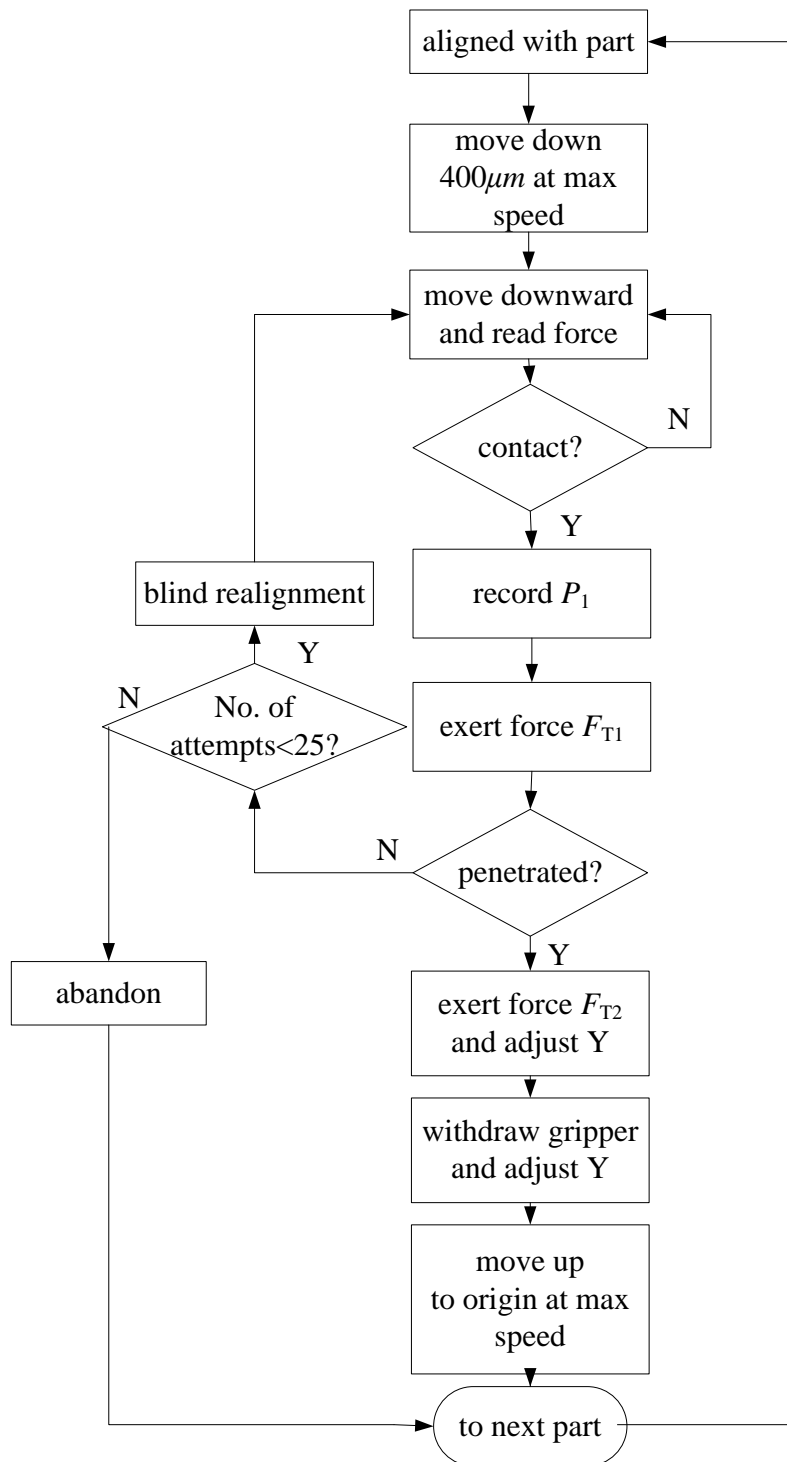 aligned with part
move down
400μm at max
speed
move downward
and read force
contact?
N
Y
blind realignment
record P1
Y
N
No. of
attempts<25?
exert force FT1
N
penetrated?
Y
abandon
exert force FT2
and adjust Y
withdraw gripper
and adjust Y
move up
to origin at max
speed
to next part